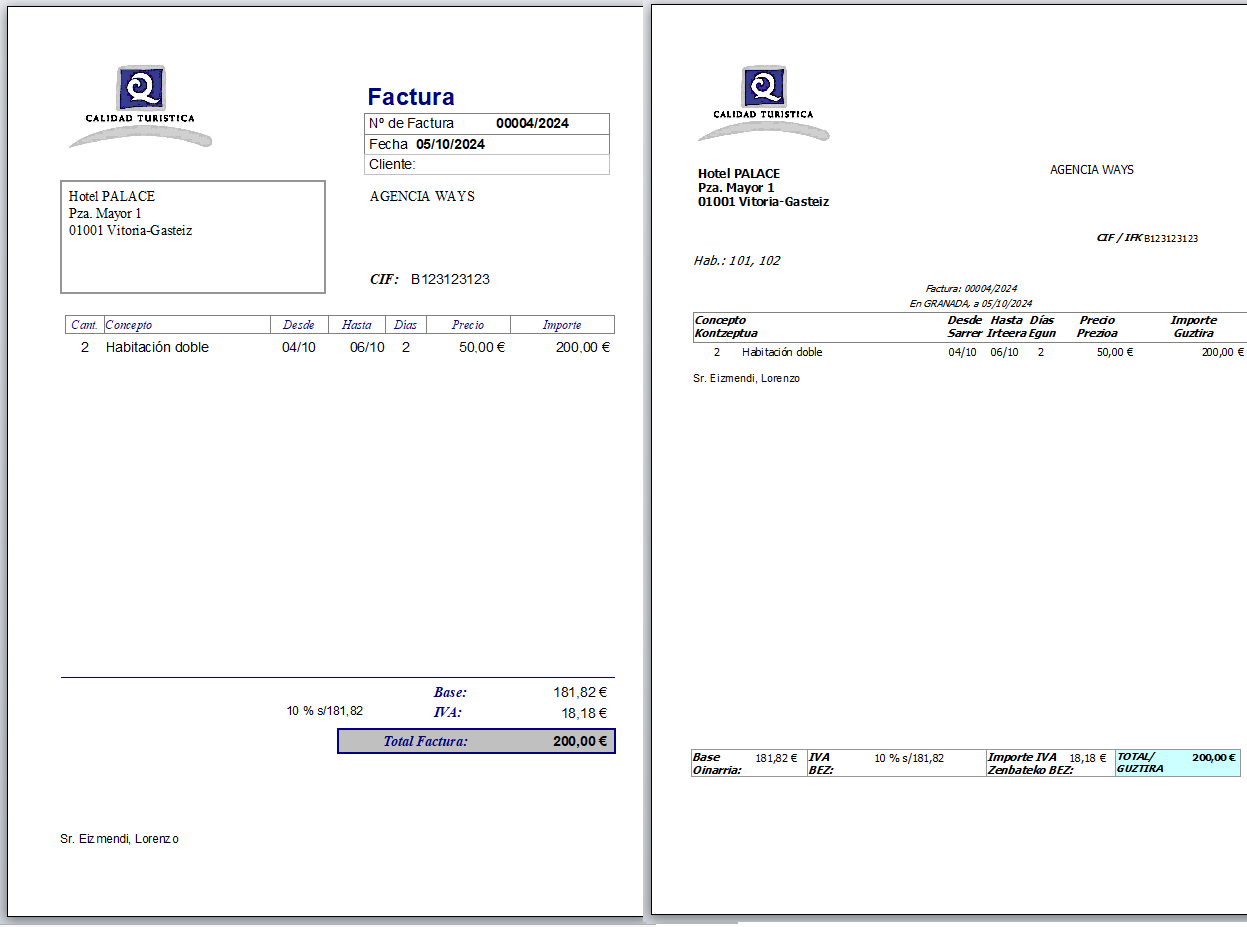 Q
CALIDAD TURISTICA
Factura
Nº de Factura 00004/2024
Fecha 05/10/2024
Cliente:
Hotel PALACE
Pza. Mayor 1
01001 Vitoria-Gasteiz
AGENCIA WAYS
CIF: B123123123
Cant. Concepto Desde Hasta Días Precio Importe
2 Habitación doble 04/10 06/10 2 50,00 € 200,00 €
Base: 181,82 €
10 % s/181,82 IVA: 18,18 €
Total Factura: 200,00 €
Sr. Eizmendi, Lorenzo
Q
CALIDAD TURISTICA
Hotel PALACE
Pza. Mayor 1
01001 Vitoria-Gasteiz
AGENCIA WAYS
CIF / IFK B123123123
Hab.: 101, 102
Factura: 00004/2024
En GRANADA, a 05/10/2024
Concepto Desde Hasta Días Precio Importe
Kontzeptua Sarrer Irteera Egun Prezioa Guztira
2 Habitación doble 04/10 06/10 2 50,00 € 200,00 €
Sr. Eizmendi, Lorenzo
Base 181,82 € IVA 10 % s/181,82 Importe IVA 18,18 € TOTAL/ 200,00 €
Oinarria: BEZ: Zenbateko BEZ: GUZTIRA